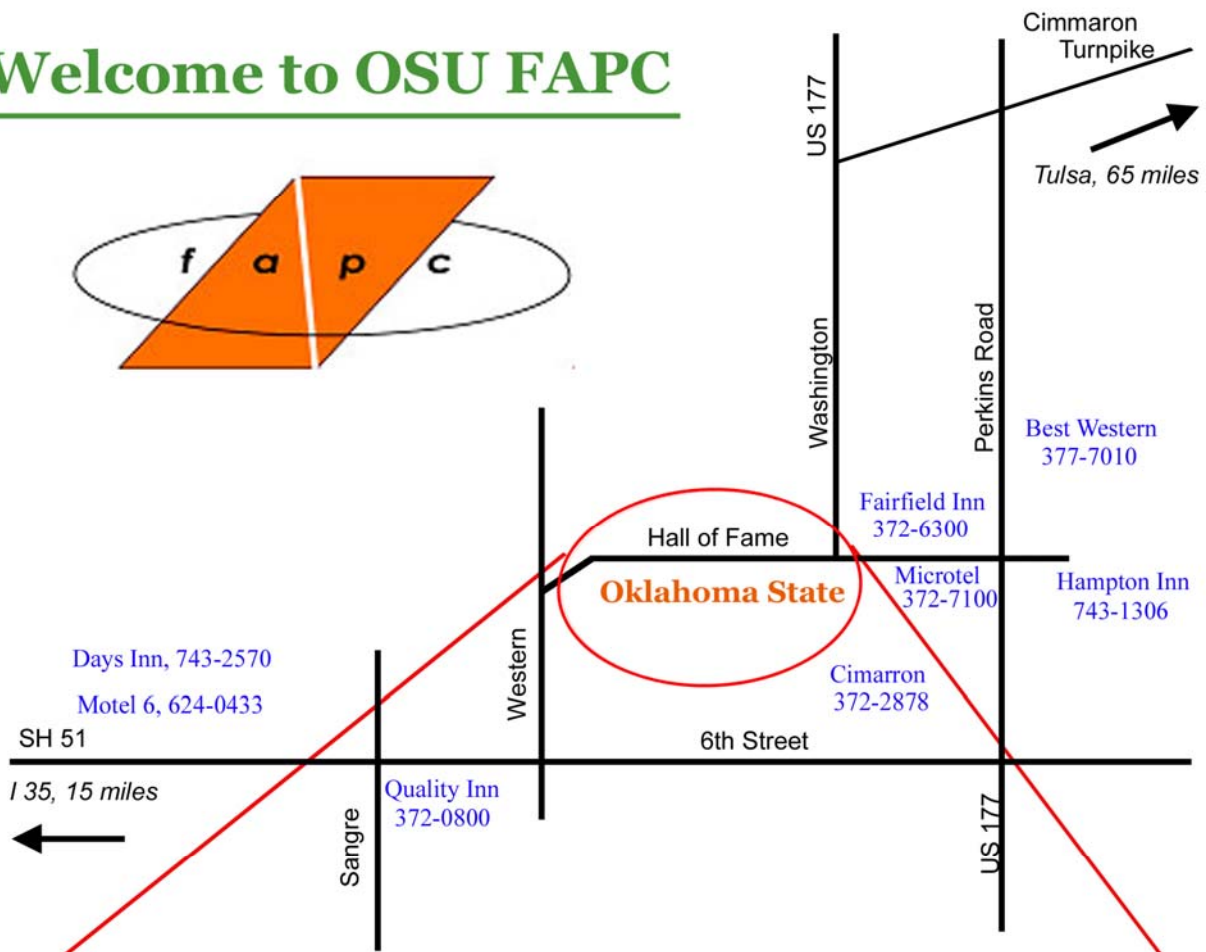 Welcome to OSU FAPC
Cimmaron
Turnpike
US 177
Tulsa, 65 miles
f a p c
Washington
Perkins Road
Best Western
377-7010
Fairfield Inn
372-6300
Hall of Fame
Oklahoma State
Microtel
372-7100
Hampton Inn
743-1306
Western
Days Inn, 743-2570
Motel 6, 624-0433
Cimarron
372-2878
SH 51
6th Street
I 35, 15 miles
Quality Inn
372-0800
Sangre
US 177